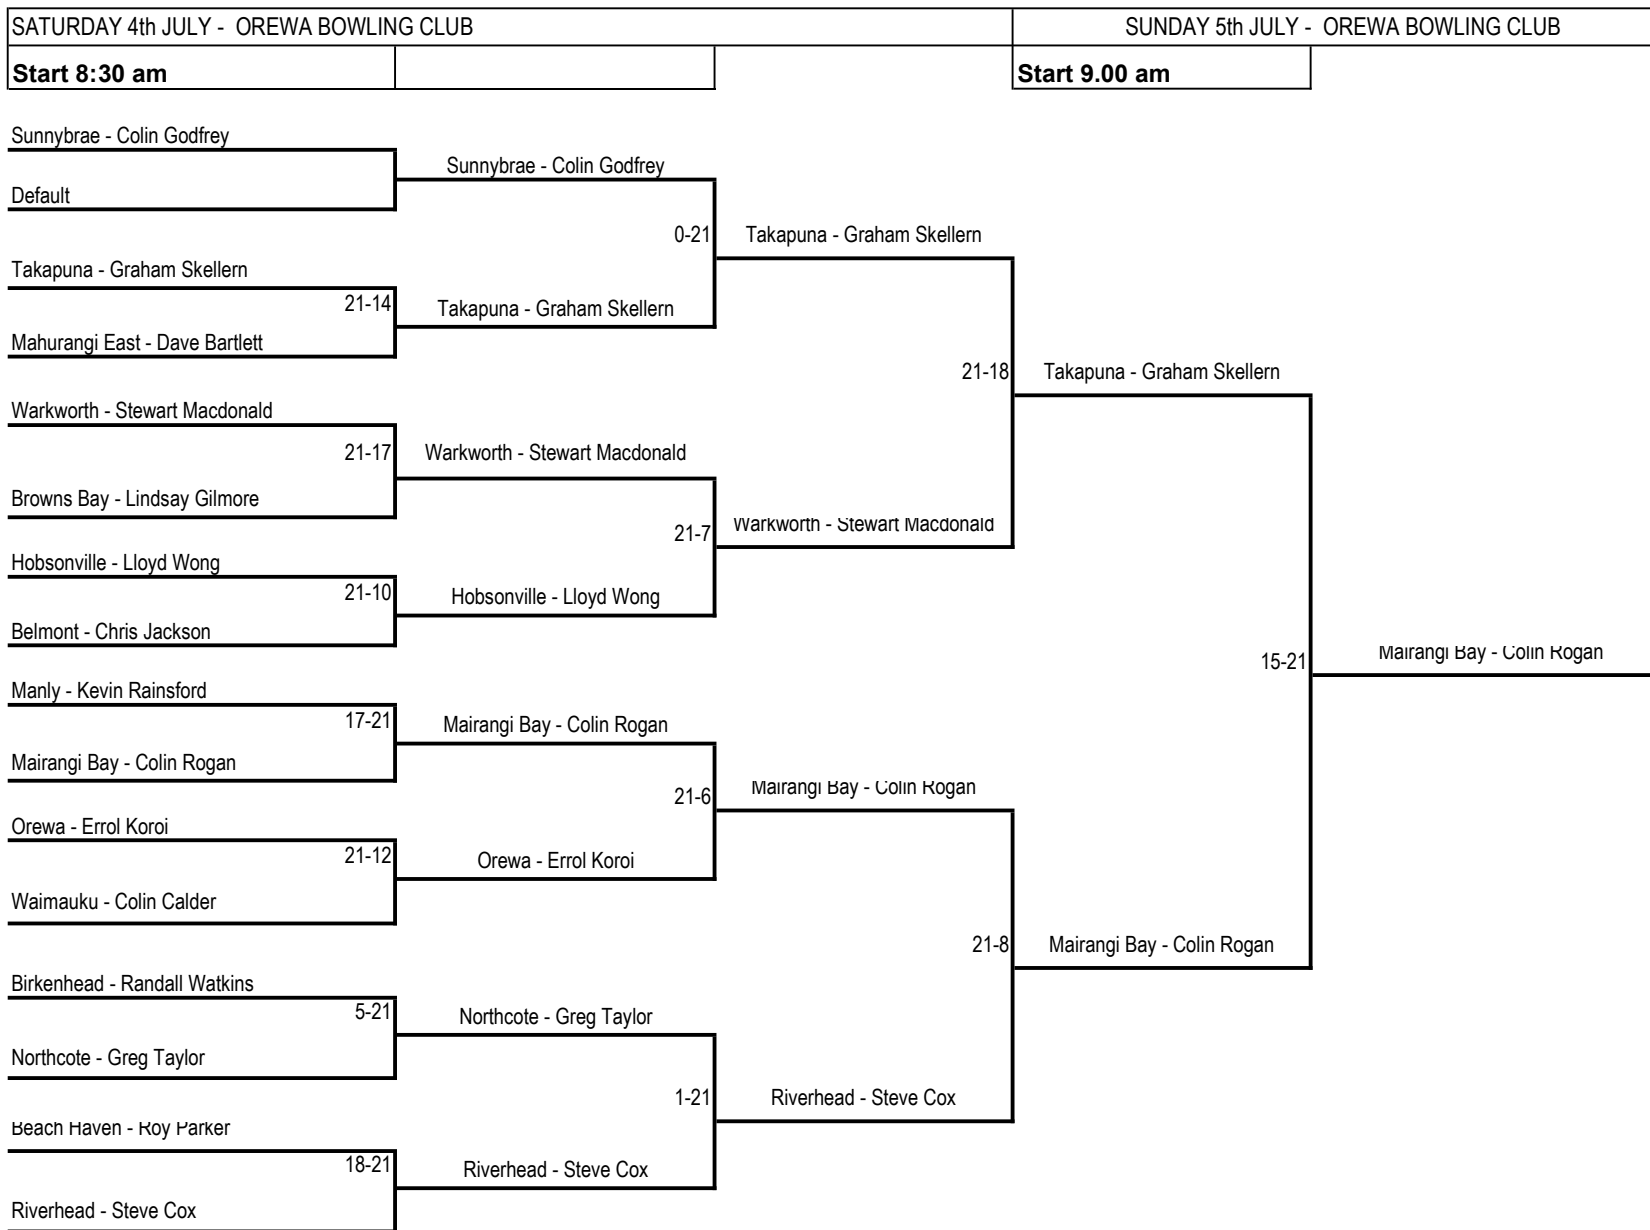 SATURDAY 4th JULY - OREWA BOWLING CLUB
SUNDAY 5th JULY - OREWA BOWLING CLUB
Start 8:30 am
Start 9.00 am
Sunnybrae - Colin Godfrey
Sunnybrae - Colin Godfrey
Default
0-21
Takapuna - Graham Skellern
Takapuna - Graham Skellern
21-14
Takapuna - Graham Skellern
Mahurangi East - Dave Bartlett
21-18
Takapuna - Graham Skellern
Warkworth - Stewart Macdonald
21-17
Warkworth - Stewart Macdonald
Browns Bay - Lindsay Gilmore
21-7
Warkworth - Stewart Macdonald
Hobsonville - Lloyd Wong
21-10
Hobsonville - Lloyd Wong
Belmont - Chris Jackson
15-21
Mairangi Bay - Colin Rogan
Manly - Kevin Rainsford
17-21
Mairangi Bay - Colin Rogan
Mairangi Bay - Colin Rogan
21-6
Mairangi Bay - Colin Rogan
Orewa - Errol Koroi
21-12
Orewa - Errol Koroi
Waimauku - Colin Calder
21-8
Mairangi Bay - Colin Rogan
Birkenhead - Randall Watkins
5-21
Northcote - Greg Taylor
Northcote - Greg Taylor
1-21
Riverhead - Steve Cox
Beach Haven - Roy Parker
18-21
Riverhead - Steve Cox
Riverhead - Steve Cox